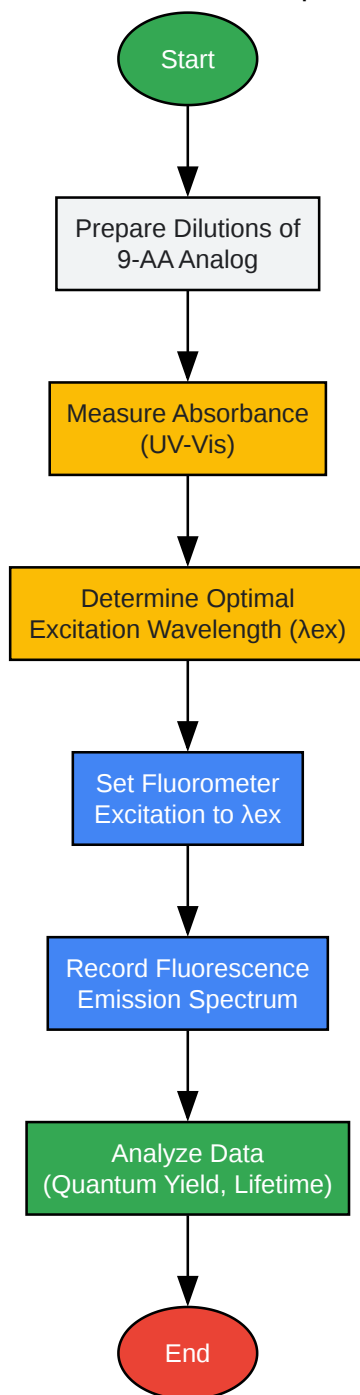 Start
Prepare Dilutions of
9-AA Analog
Measure Absorbance
(UV-Vis)
Determine Optimal
Excitation Wavelength (λex)
Set Fluorometer
Excitation to λex
Record Fluorescence
Emission Spectrum
Analyze Data
(Quantum Yield, Lifetime)
End